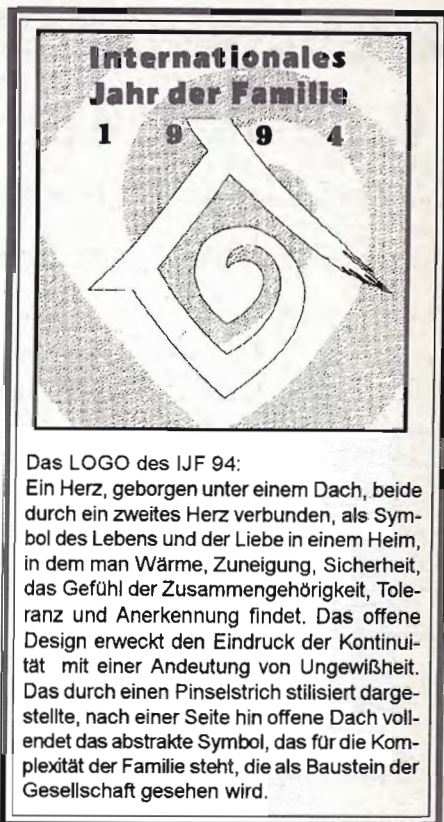 Internationales
Jahr der Familie
1 9 9 4
Das LOGO des IJF 94:
Ein Herz, geborgen unter einem Dach, beide
durch ein zweites Herz verbunden, als Sym-
bol des Lebens und der Liebe in einem Heim,
in dem man Wärme, Zuneigung, Sicherheit,
das Gefühl der Zusammengehörigkeit, Tole-
ranz und Anerkennung findet. Das offene
Design erweckt den Eindruck der Kontinui-
tät mit einer Andeutung von Ungewißheit.
Das durch einen Pinselstrich stilisiert darge-
stellte, nach einer Seite hin offene Dach voll-
endet das abstrakte Symbol, das für die Kom-
plexität der Familie steht, die als Baustein der
Gesellschaft gesehen wird.